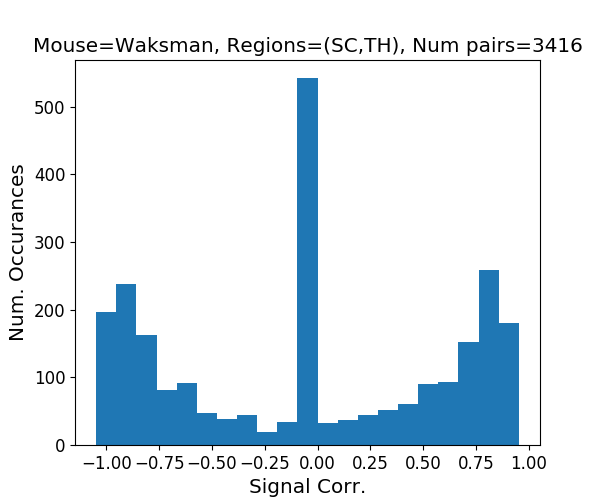 Mouse=Waksman, Regions=(SC,TH), Num pairs=3416
500
400
300
200
100
0
Num. Occurances
−1.00 −0.75 −0.50 −0.25 0.00 0.25 0.50 0.75 1.00
Signal Corr.